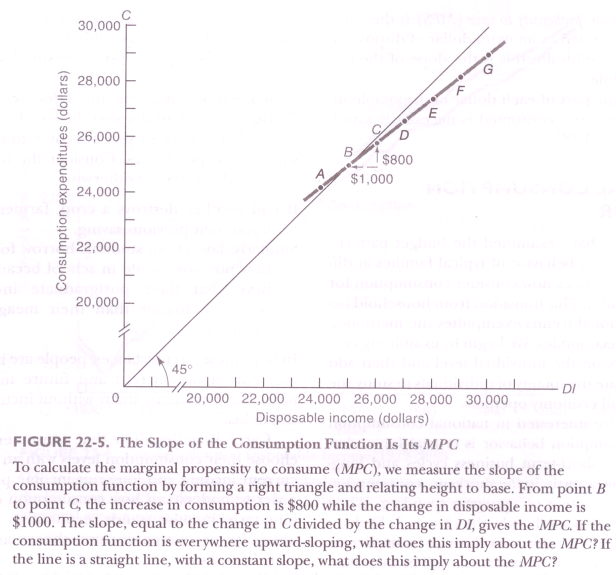 C
30,000
28,000
26,000
24,000
22,000
20,000
Consumption expenditures (dollars)
G
F
E
D
C
B
A
$800
$1,000
45°
0
20,000 22,000 24,000 26,000 28,000 30,000
DI
Disposable income (dollars)
FIGURE 22-5. The Slope of the Consumption Function Is Its MPC
To calculate the marginal propensity to consume (MPC), we measure the slope of the
consumption function by forming a right triangle and relating height to base. From point B
to point C, the increase in consumption is $800 while the change in disposable income is
$1000. The slope, equal to the change in C divided by the change in DI, gives the MPC. If the
consumption function is everywhere upward-sloping, what does this imply about the MPC? If
the line is a straight line, with a constant slope, what does this imply about the MPC?